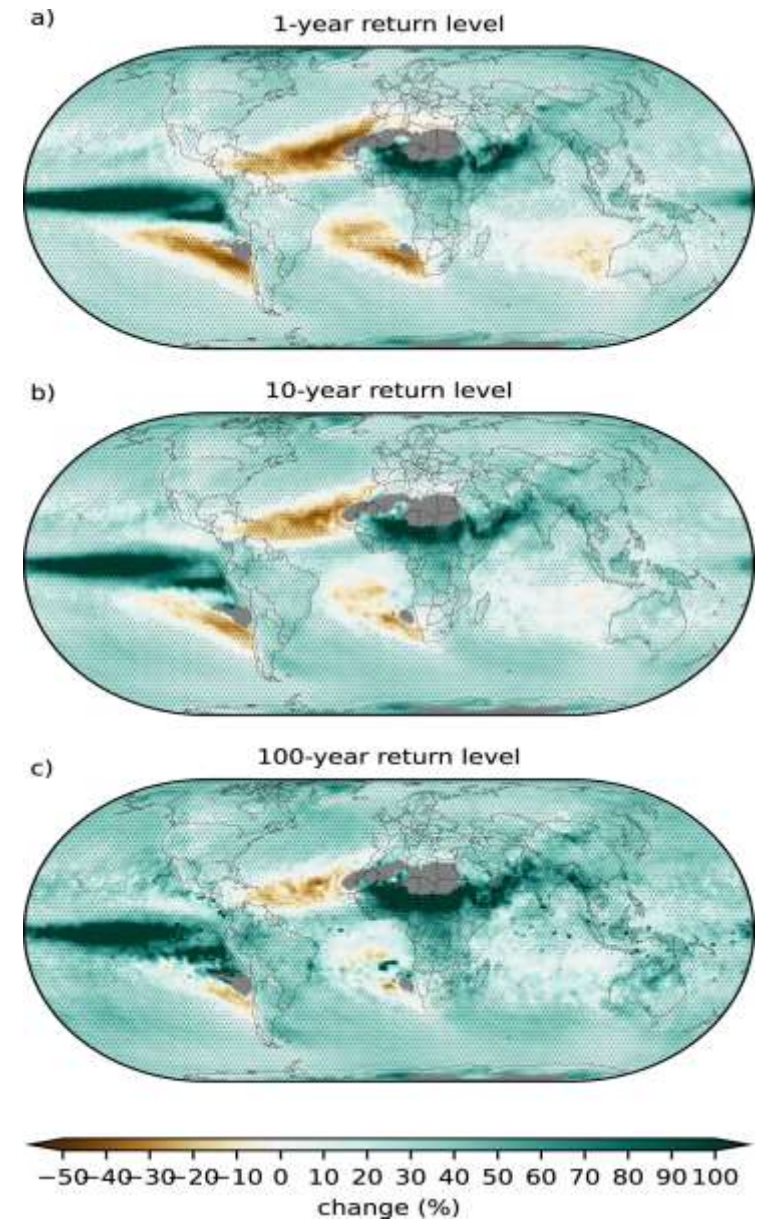 a)
1-year return level
b)
10-year return level
c)
100-year return level
−50−40−30−20−10 0 10 20 30 40 50 60 70 80 90 100
change (%)